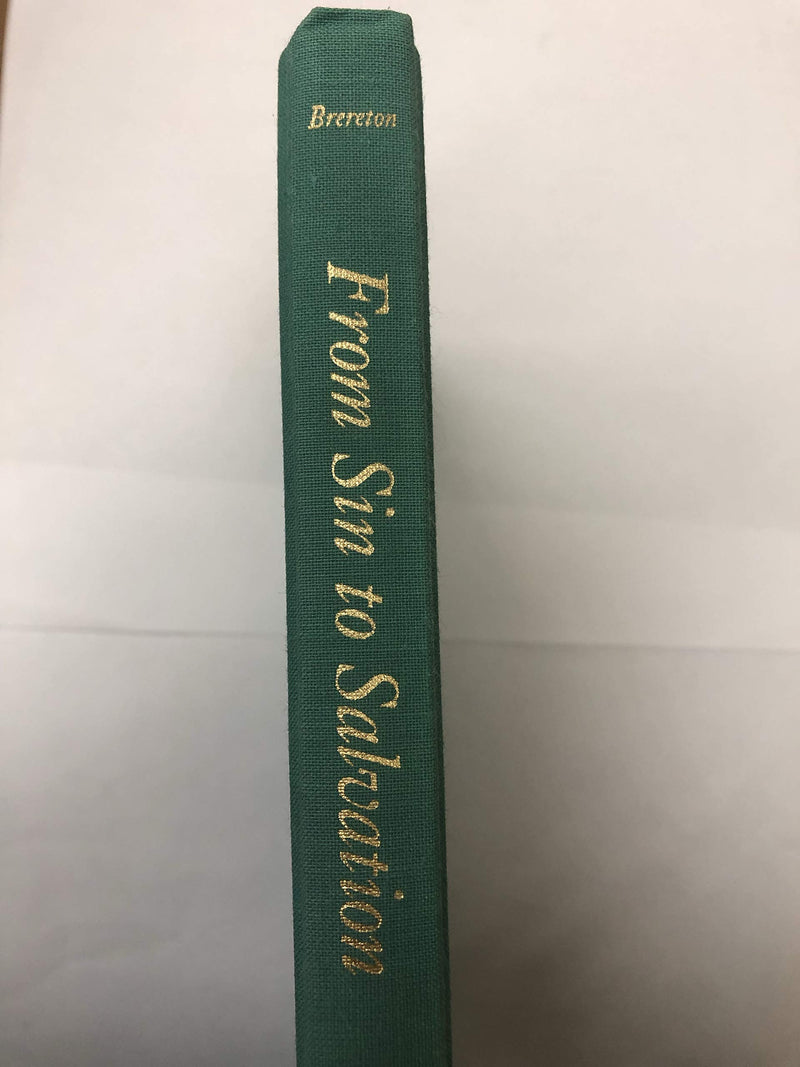 Brereton
From Sin to Salvation